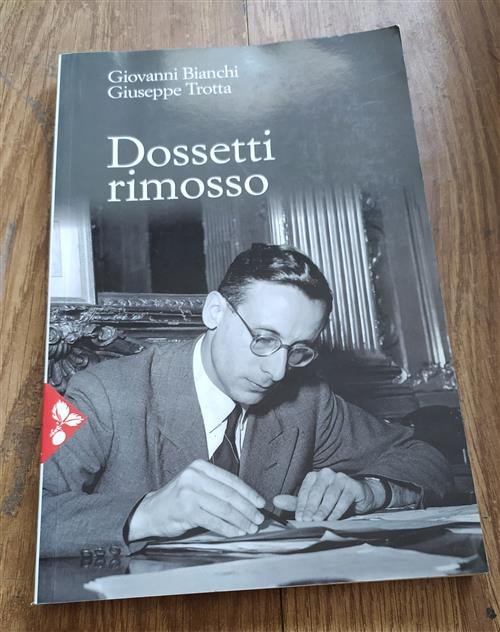 Giovanni Bianchi
Giuseppe Trotta
Dossetti
rimosso